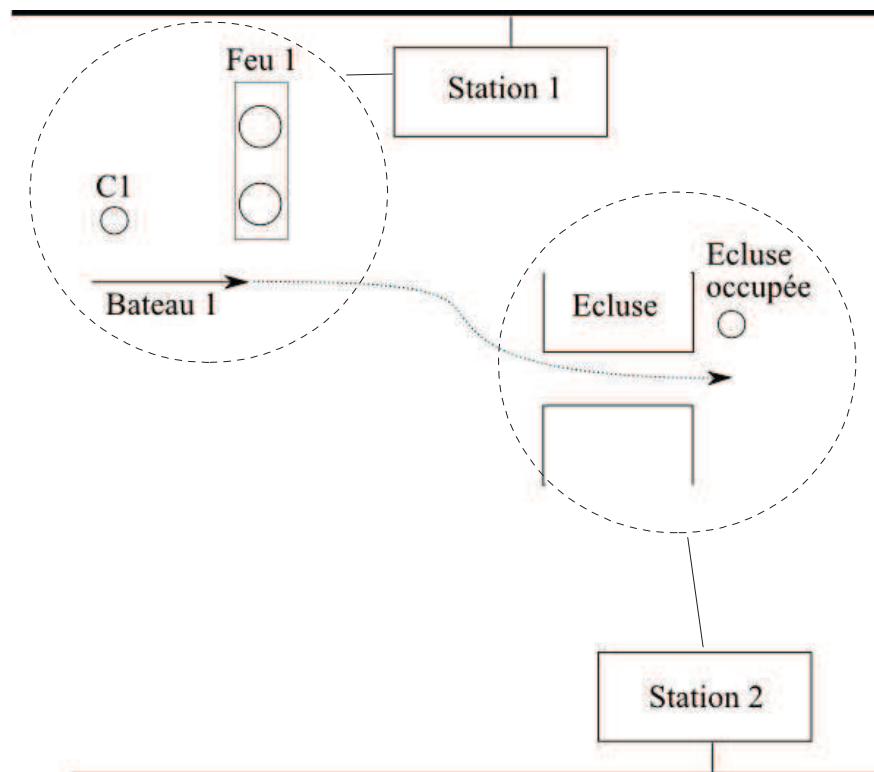 Feu 1
Station 1
C1
Bateau 1
Ecluse
Ecluse
occupée
Station 2